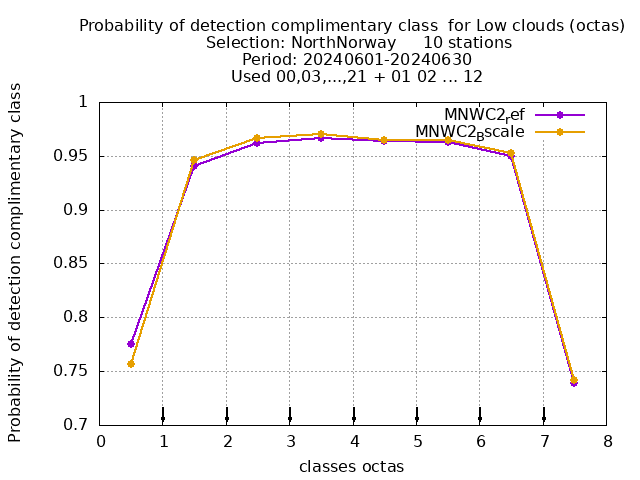 Probability of detection complimentary class  for Low clouds (octas)
Selection: NorthNorway     10 stations
Period: 20240601-20240630
Used 00,03,...,21 + 01 02 ... 12
Probability of detection complimentary class
1
0.95
0.9
0.85
0.8
0.75
0.7
MNWC2ref
MNWC2Bscale
0 1 2 3 4 5 6 7 8
classes octas